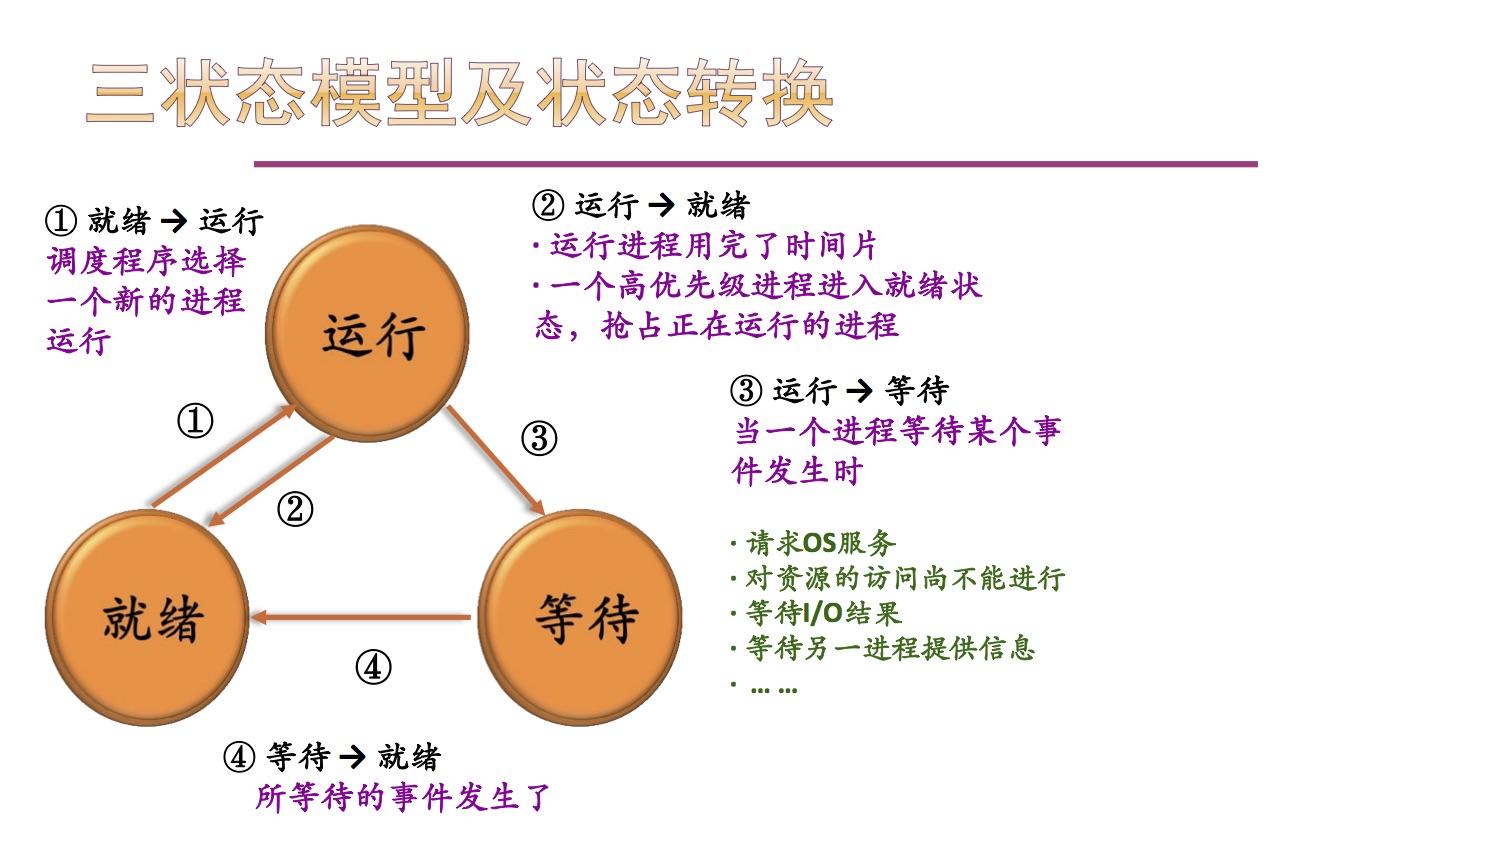 三状态模型及状态转换
① 就绪 → 运行
调度程序选择
一个新的进程
运行
② 运行 → 就绪
· 运行进程用完了时间片
· 一个高优先级进程进入就绪状
态，抢占正在运行的进程
③ 运行 → 等待
当一个进程等待某个事
件发生时
· 请求OS服务
· 对资源的访问尚不能进行
· 等待I/O结果
· 等待另一进程提供信息
· … …
运行
①
③
②
就绪
等待
④
④ 等待 → 就绪
所等待的事件发生了